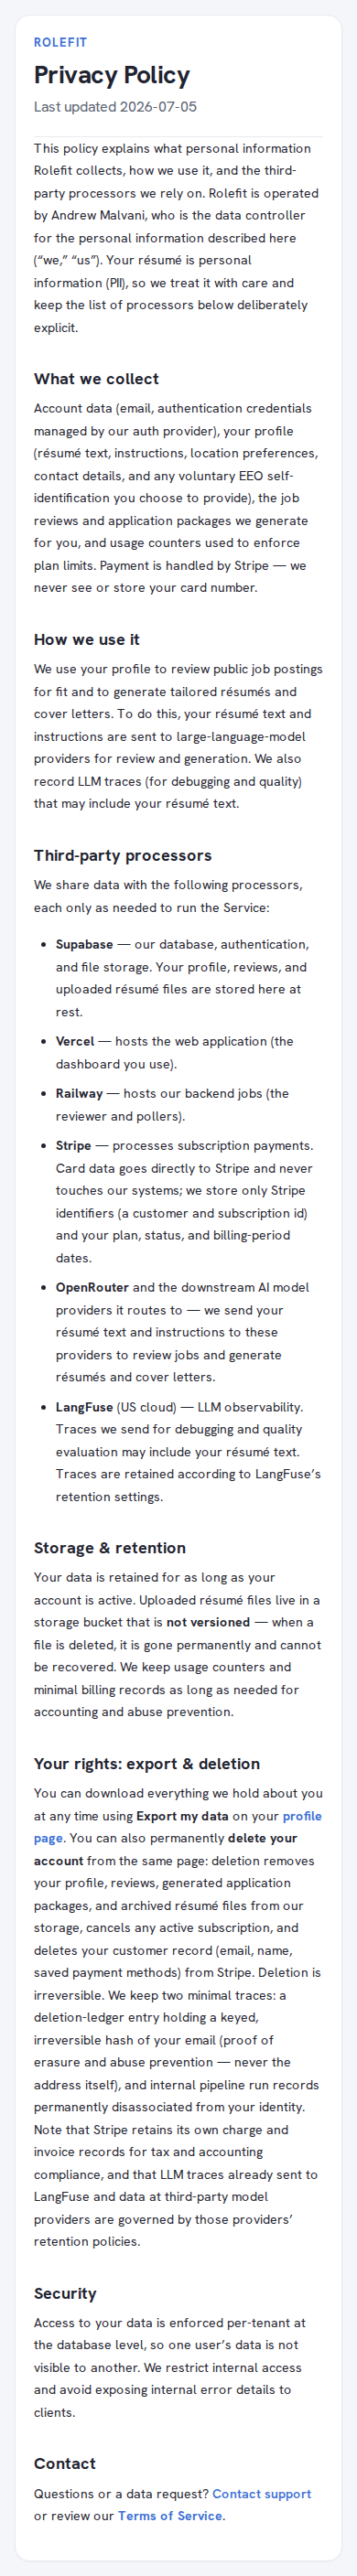 ROLEFIT
Privacy Policy
Last updated 2026-07-05
This policy explains what personal information
Rolefit collects, how we use it, and the third-
party processors we rely on. Rolefit is operated
by Andrew Malvani, who is the data controller
for the personal information described here
(“we,” “us”). Your résumé is personal
information (PII), so we treat it with care and
keep the list of processors below deliberately
explicit.
What we collect
Account data (email, authentication credentials
managed by our auth provider), your profile
(résumé text, instructions, location preferences,
contact details, and any voluntary EEO self-
identification you choose to provide), the job
reviews and application packages we generate
for you, and usage counters used to enforce
plan limits. Payment is handled by Stripe — we
never see or store your card number.
How we use it
We use your profile to review public job postings
for fit and to generate tailored résumés and
cover letters. To do this, your résumé text and
instructions are sent to large-language-model
providers for review and generation. We also
record LLM traces (for debugging and quality)
that may include your résumé text.
Third-party processors
We share data with the following processors,
each only as needed to run the Service:
• Supabase — our database, authentication,
and file storage. Your profile, reviews, and
uploaded résumé files are stored here at
rest.
• Vercel — hosts the web application (the
dashboard you use).
• Railway — hosts our backend jobs (the
reviewer and pollers).
• Stripe — processes subscription payments.
Card data goes directly to Stripe and never
touches our systems; we store only Stripe
identifiers (a customer and subscription id)
and your plan, status, and billing-period
dates.
• OpenRouter and the downstream AI model
providers it routes to — we send your
résumé text and instructions to these
providers to review jobs and generate
résumés and cover letters.
• LangFuse (US cloud) — LLM observability.
Traces we send for debugging and quality
evaluation may include your résumé text.
Traces are retained according to LangFuse’s
retention settings.
Storage & retention
Your data is retained for as long as your
account is active. Uploaded résumé files live in a
storage bucket that is not versioned — when a
file is deleted, it is gone permanently and cannot
be recovered. We keep usage counters and
minimal billing records as long as needed for
accounting and abuse prevention.
Your rights: export & deletion
You can download everything we hold about you
at any time using Export my data on your profile
page. You can also permanently delete your
account from the same page: deletion removes
your profile, reviews, generated application
packages, and archived résumé files from our
storage, cancels any active subscription, and
deletes your customer record (email, name,
saved payment methods) from Stripe. Deletion is
irreversible. We keep two minimal traces: a
deletion-ledger entry holding a keyed,
irreversible hash of your email (proof of
erasure and abuse prevention — never the
address itself), and internal pipeline run records
permanently disassociated from your identity.
Note that Stripe retains its own charge and
invoice records for tax and accounting
compliance, and that LLM traces already sent to
LangFuse and data at third-party model
providers are governed by those providers’
retention policies.
Security
Access to your data is enforced per-tenant at
the database level, so one user’s data is not
visible to another. We restrict internal access
and avoid exposing internal error details to
clients.
Contact
Questions or a data request? Contact support
or review our Terms of Service.